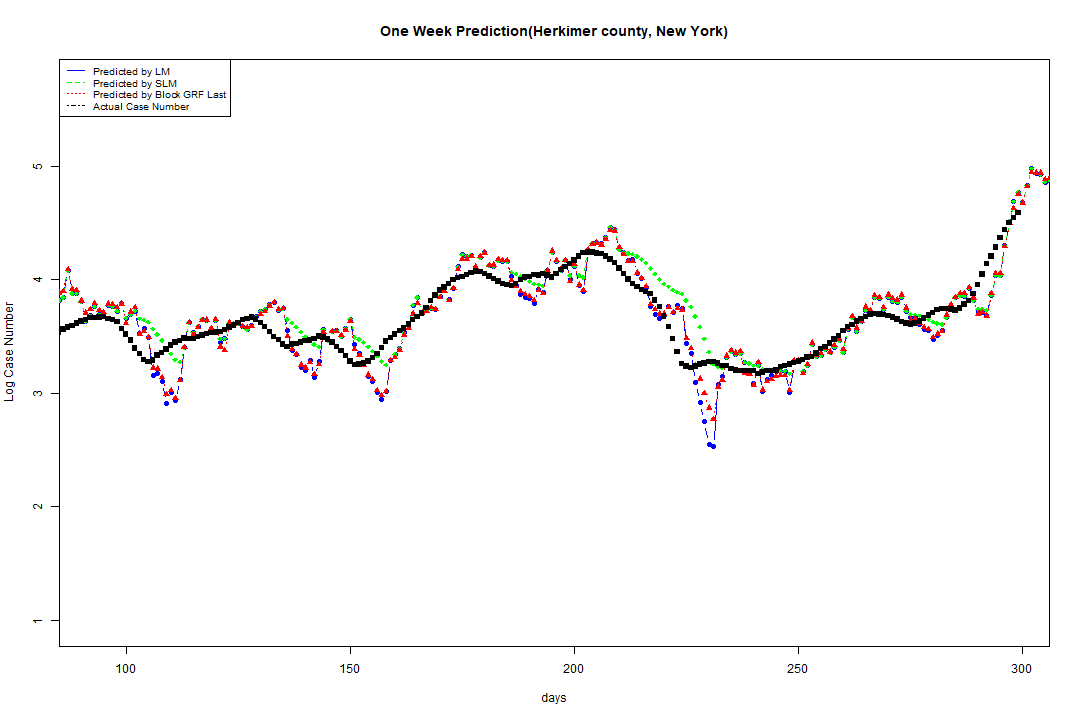 One Week Prediction(Herkimer county, New York)
Predicted by LM
Predicted by SLM
Predicted by Block GRF Last
Actual Case Number
5
4
3
2
1
Log Case Number
100 150 200 250 300
days